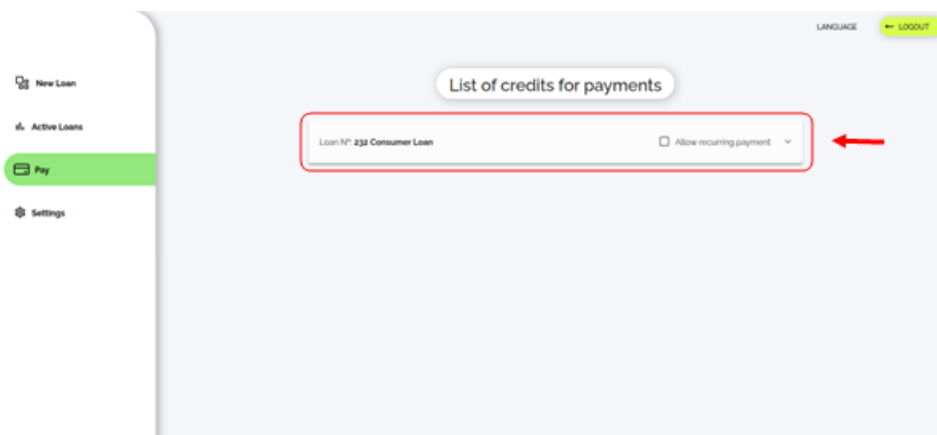 LANGUAGE
LOGOUT
New Loan
Active Loans
Pay
Settings
List of credits for payments
Loan Nº: 232 Consumer Loan
Allow recurring payment